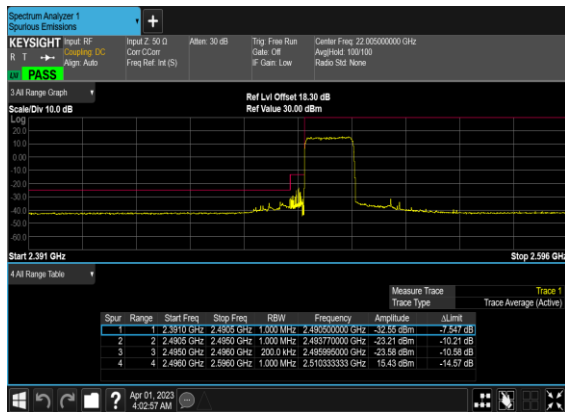 Spectrum Analyzer 1
Spurious Emissions
+
KEYSIGHT Input: RF Input Z: 50 Ω Atten: 30 dB Trig: Free Run Center Freq: 22.005000000 GHz
R T Coupling: DC Corr CCorr Gate: Off Avg|Hold: 100/100
Align: Auto Freq Ref: Int (S) IF Gain: Low Radio Std: None
PASS
3 All Range Graph
Ref Lvl Offset 18.30 dB
Scale/Div 10.0 dB Ref Value 30.00 dBm
Log
20.0
10.0
0.00
-10.0
-20.0
-30.0
-40.0
-50.0
-60.0
Start 2.391 GHz Stop 2.596 GHz
4 All Range Table
Measure Trace Trace 1
Trace Type Trace Average (Active)
Spur Range Start Freq Stop Freq RBW Frequency Amplitude ΔLimit
1 1 2.3910 GHz 2.4905 GHz 1.000 MHz 2.490500000 GHz -32.55 dBm -7.547 dB
2 2 2.4905 GHz 2.4950 GHz 1.000 MHz 2.493770000 GHz -23.21 dBm -10.21 dB
3 3 2.4950 GHz 2.4960 GHz 200.0 kHz 2.495995000 GHz -23.58 dBm -10.58 dB
4 4 2.4960 GHz 2.5960 GHz 1.000 MHz 2.510333333 GHz 15.43 dBm -14.57 dB
? Apr 01, 2023
4:02:57 AM